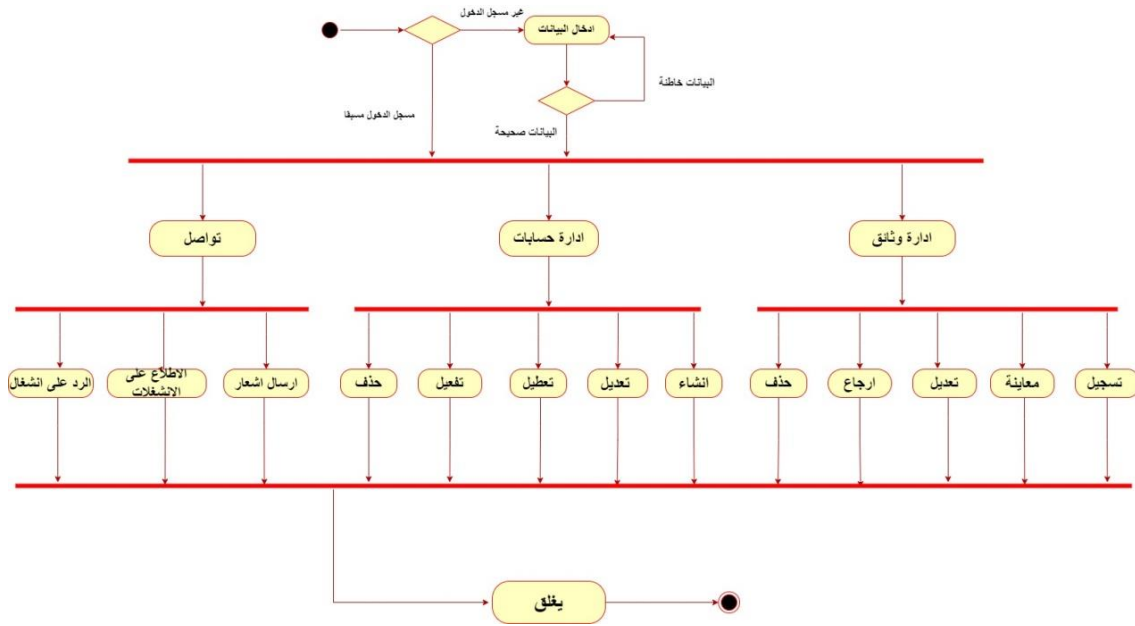 غير مسجل الدخول
ادخال البيانات
البيانات خاطئة
مسجل الدخول مسبقا
البيانات صحيحة
ادارة وثائق
ادارة حسابات
تواصل
تسجيل
معاينة
تعديل
ارجاع
حذف
انشاء
تعديل
تعطيل
تفعيل
حذف
ارسال اشعار
الاطلاع على
الانشغلات
الرد على انشغال
يغلق